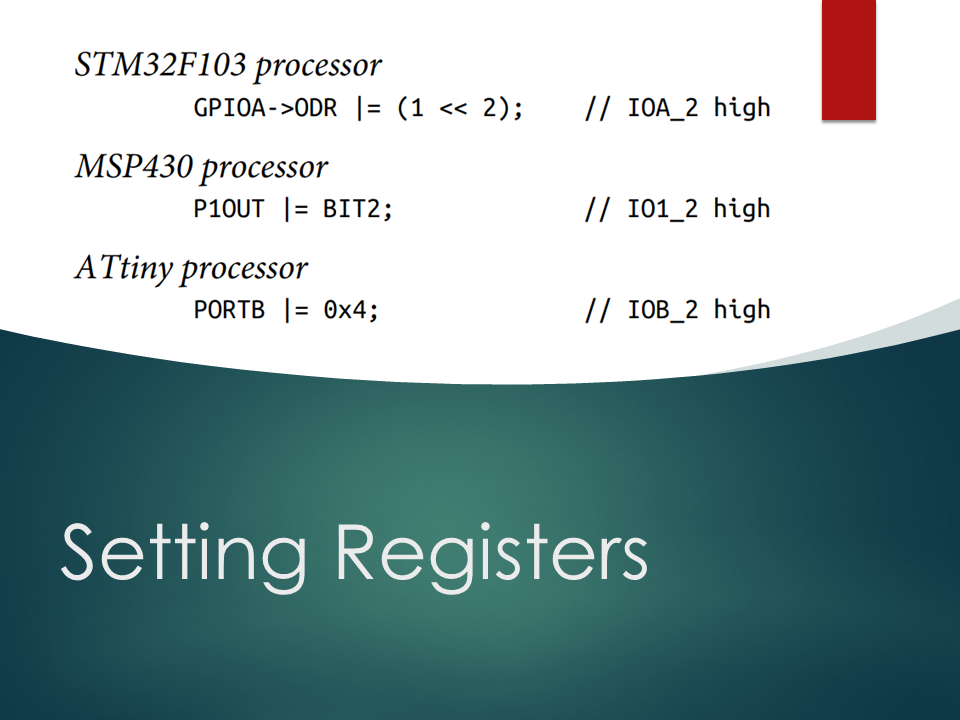 STM32F103 processor
GPIOA->ODR |= (1 << 2);    // IOA_2 high
MSP430 processor
P1OUT |= BIT2;    // IO1_2 high
ATtiny processor
PORTB |= 0x4;    // IOB_2 high
Setting Registers